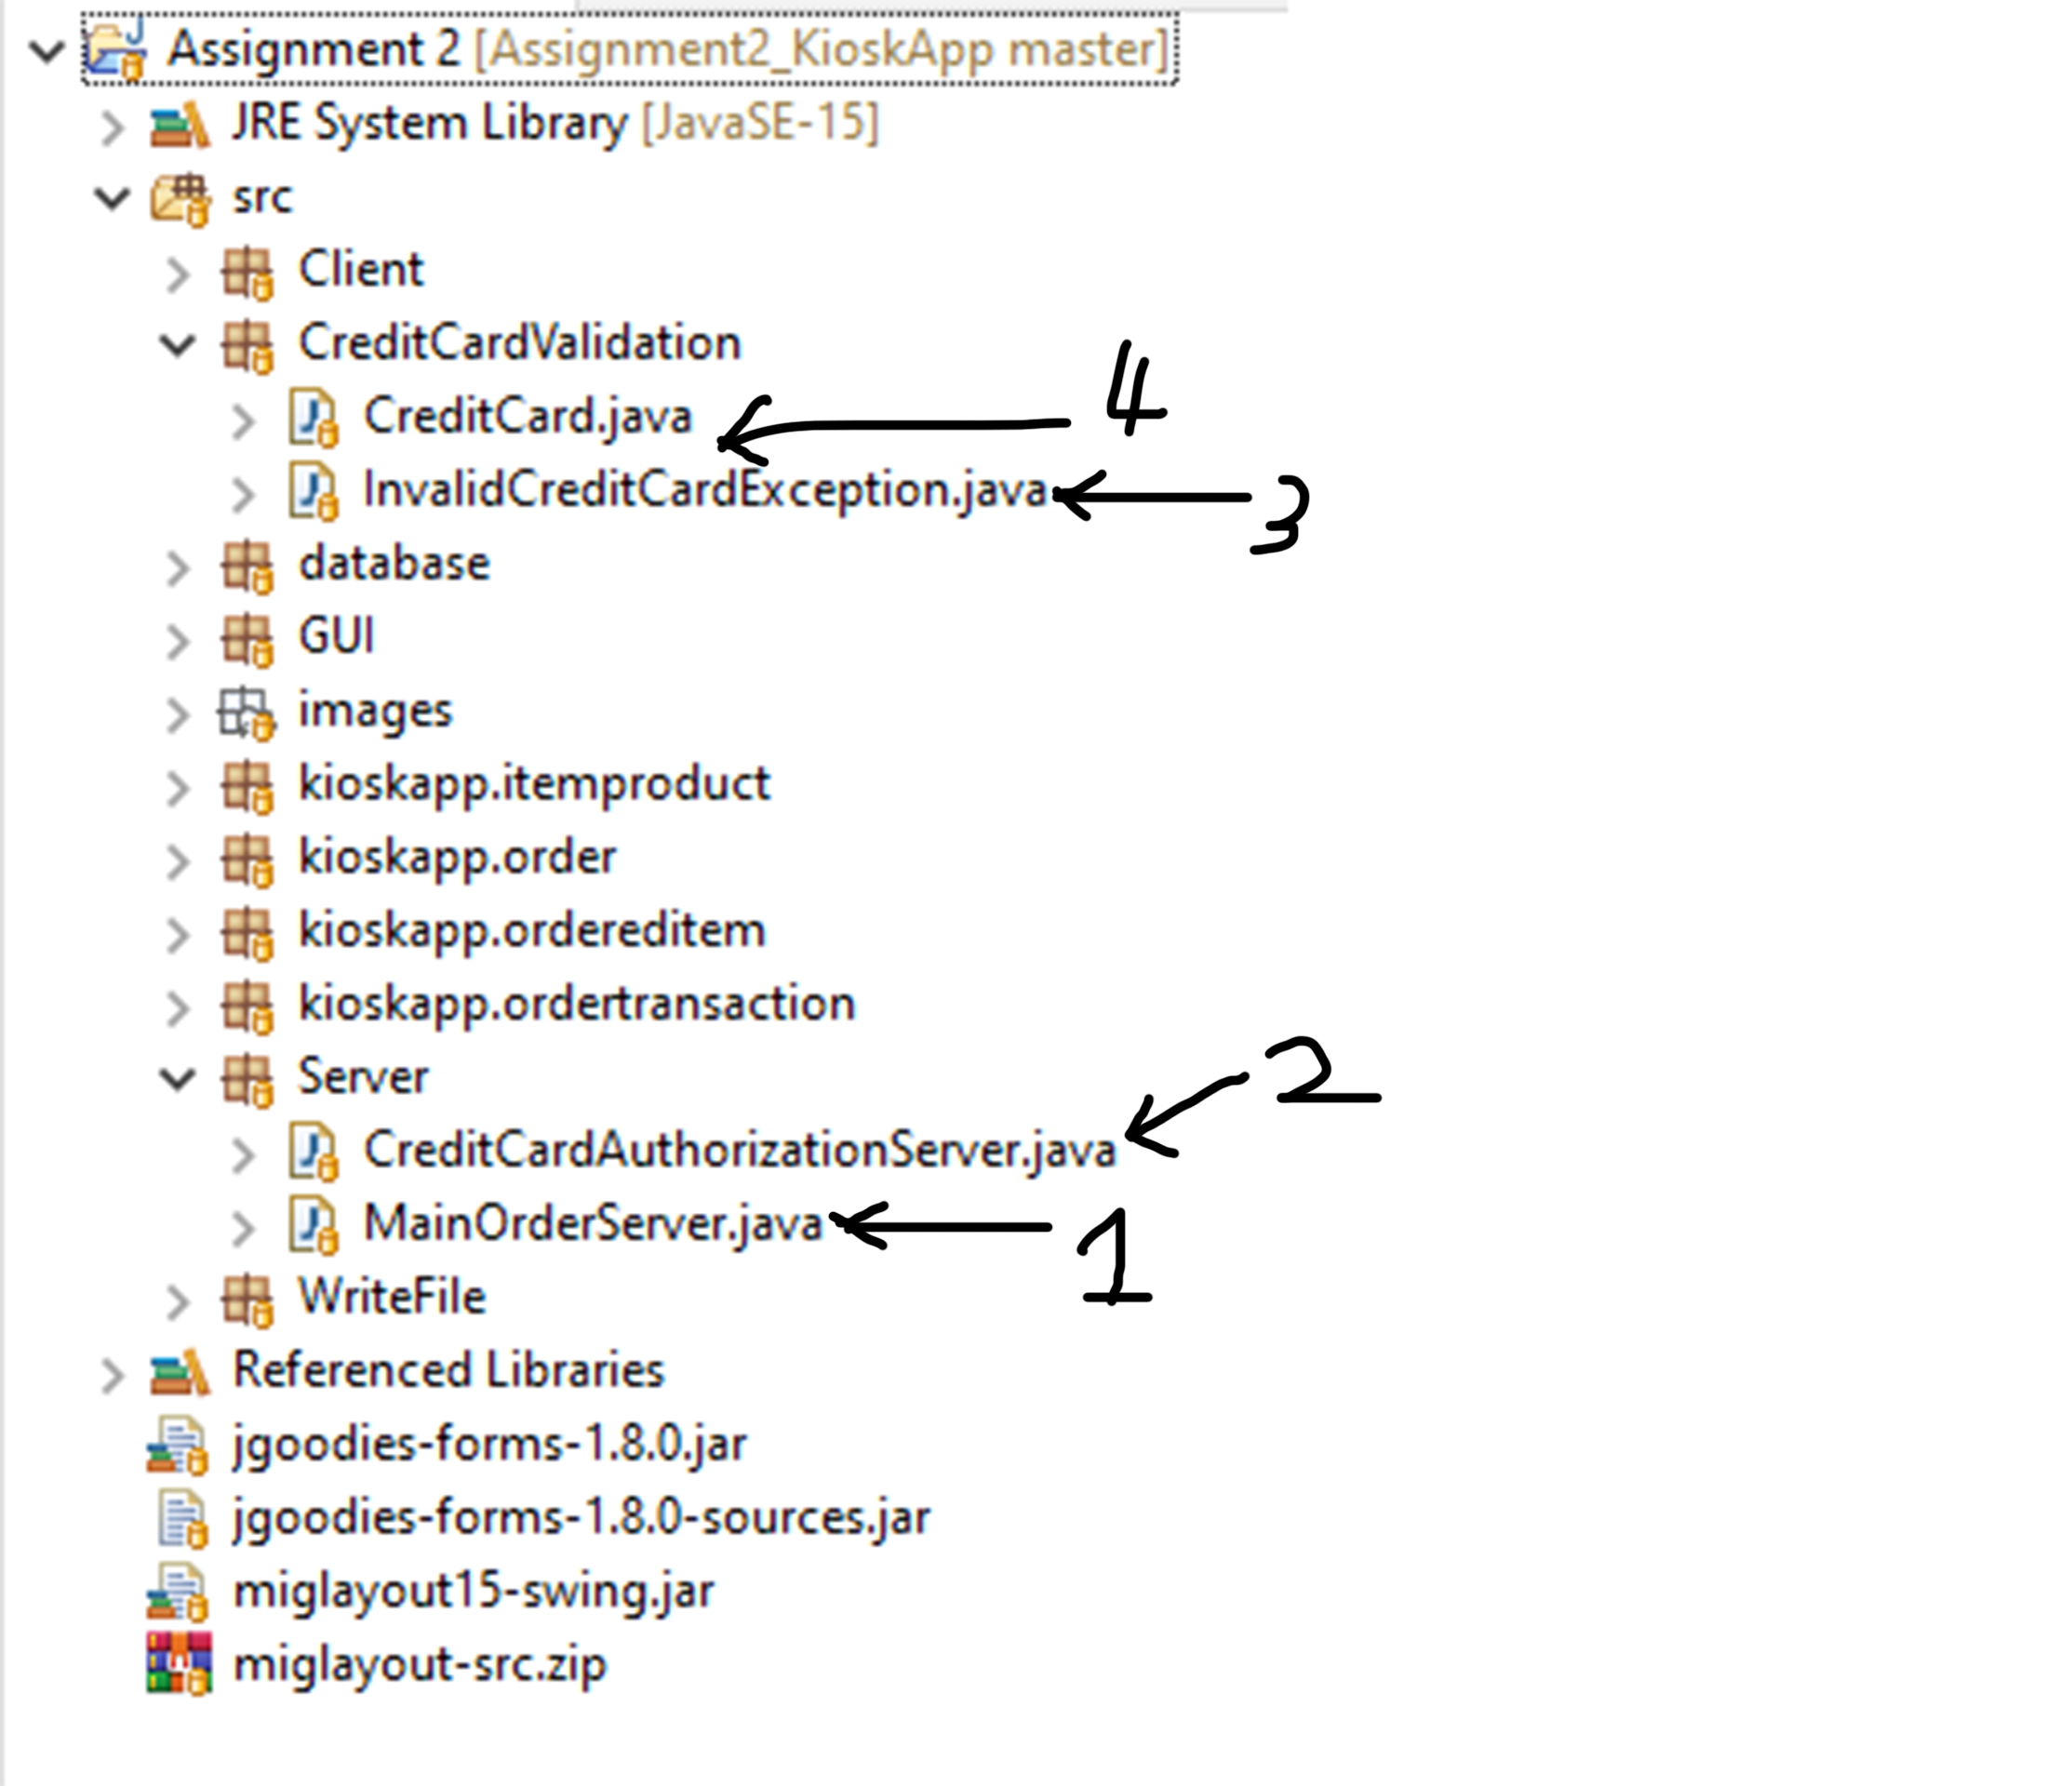 Assignment 2 [Assignment2_KioskApp master]
JRE System Library [JavaSE-15]
src
Client
CreditCardValidation
CreditCard.java 4
InvalidCreditCardException.java 3
database
GUI
images
kioskapp.itemproduct
kioskapp.order
kioskapp.ordereditem
kioskapp.ordertransaction
Server
CreditCardAuthorizationServer.java 2
MainOrderServer.java 1
WriteFile
Referenced Libraries
jgoodies-forms-1.8.0.jar
jgoodies-forms-1.8.0-sources.jar
miglayout15-swing.jar
miglayout-src.zip